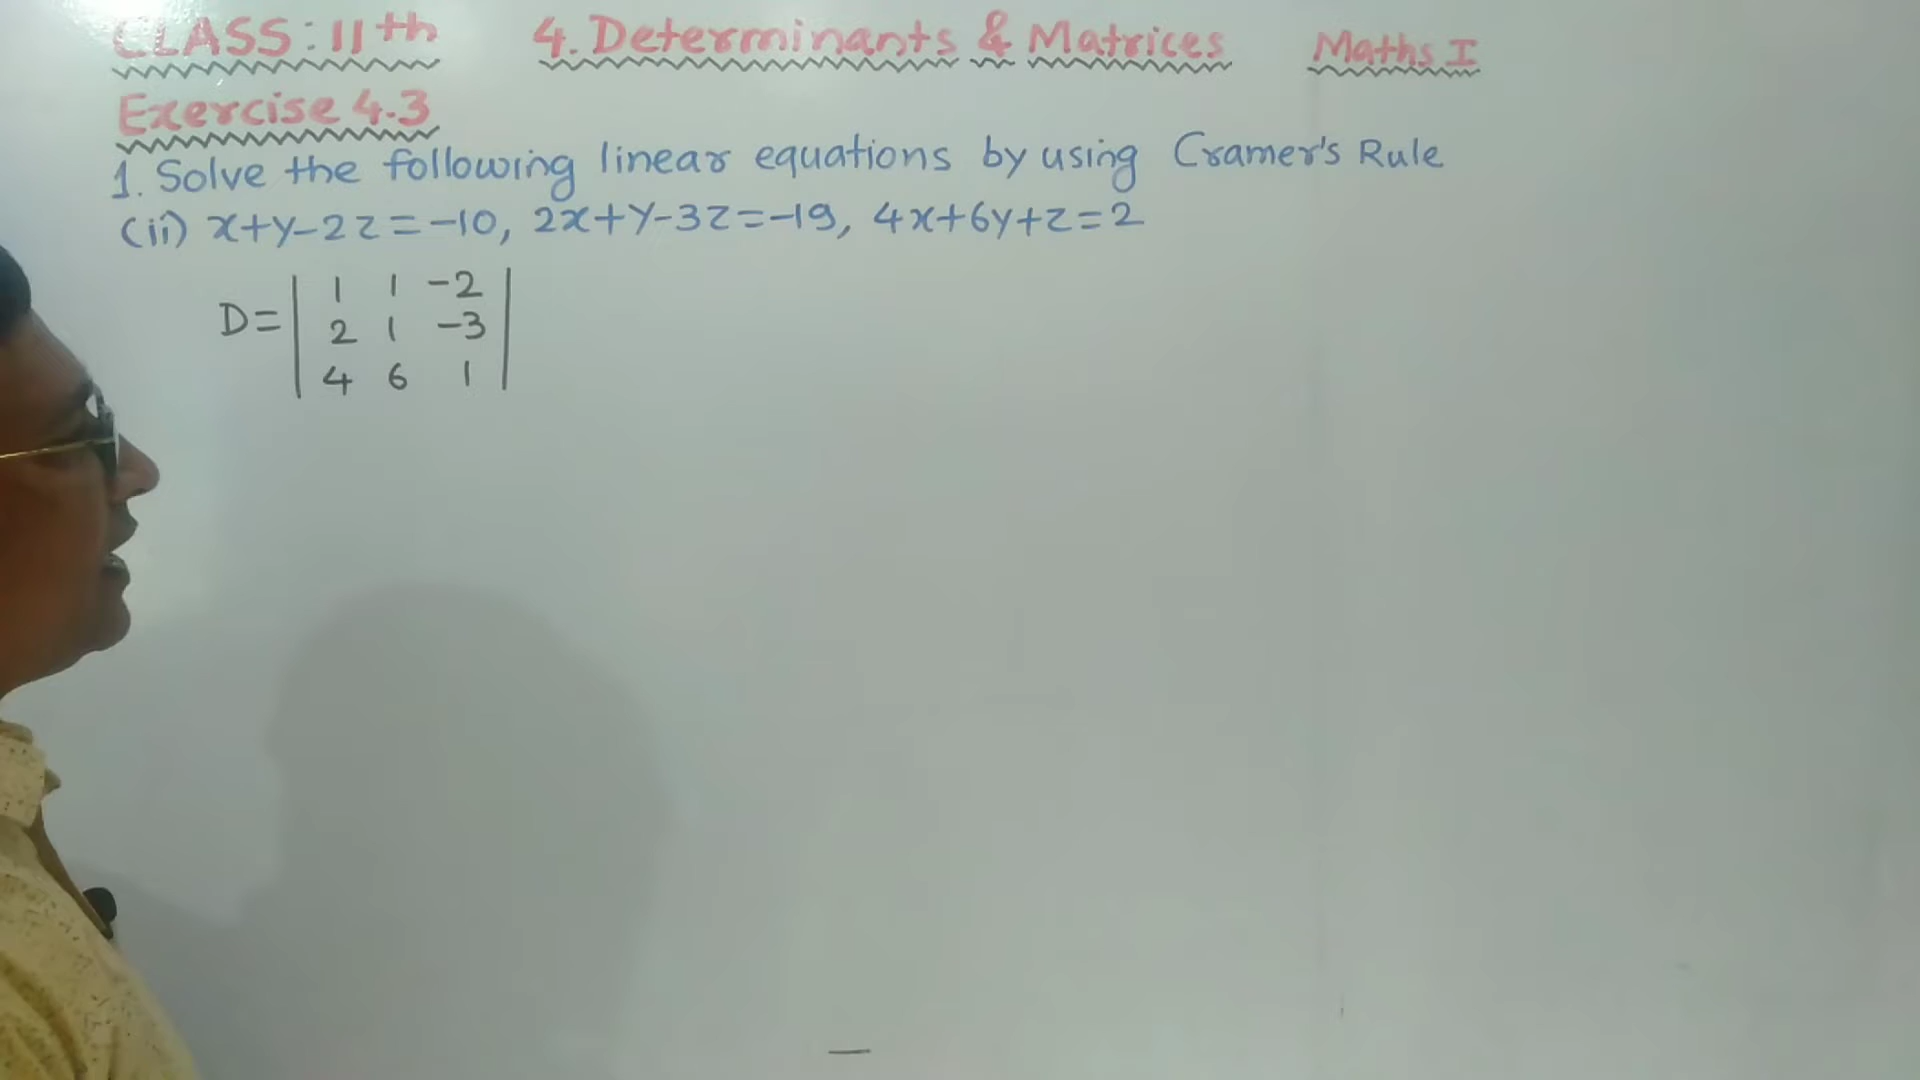 CLASS: 11th 4. Determinants & Matrices Maths I
Exercise 4.3
1. Solve the following linear equations by using Cramer's Rule
(ii) x+y-2z=-10, 2x+y-3z=-19, 4x+6y+z=2
D= | 1 1 -2 |
| 2 1 -3 |
| 4 6 1 |